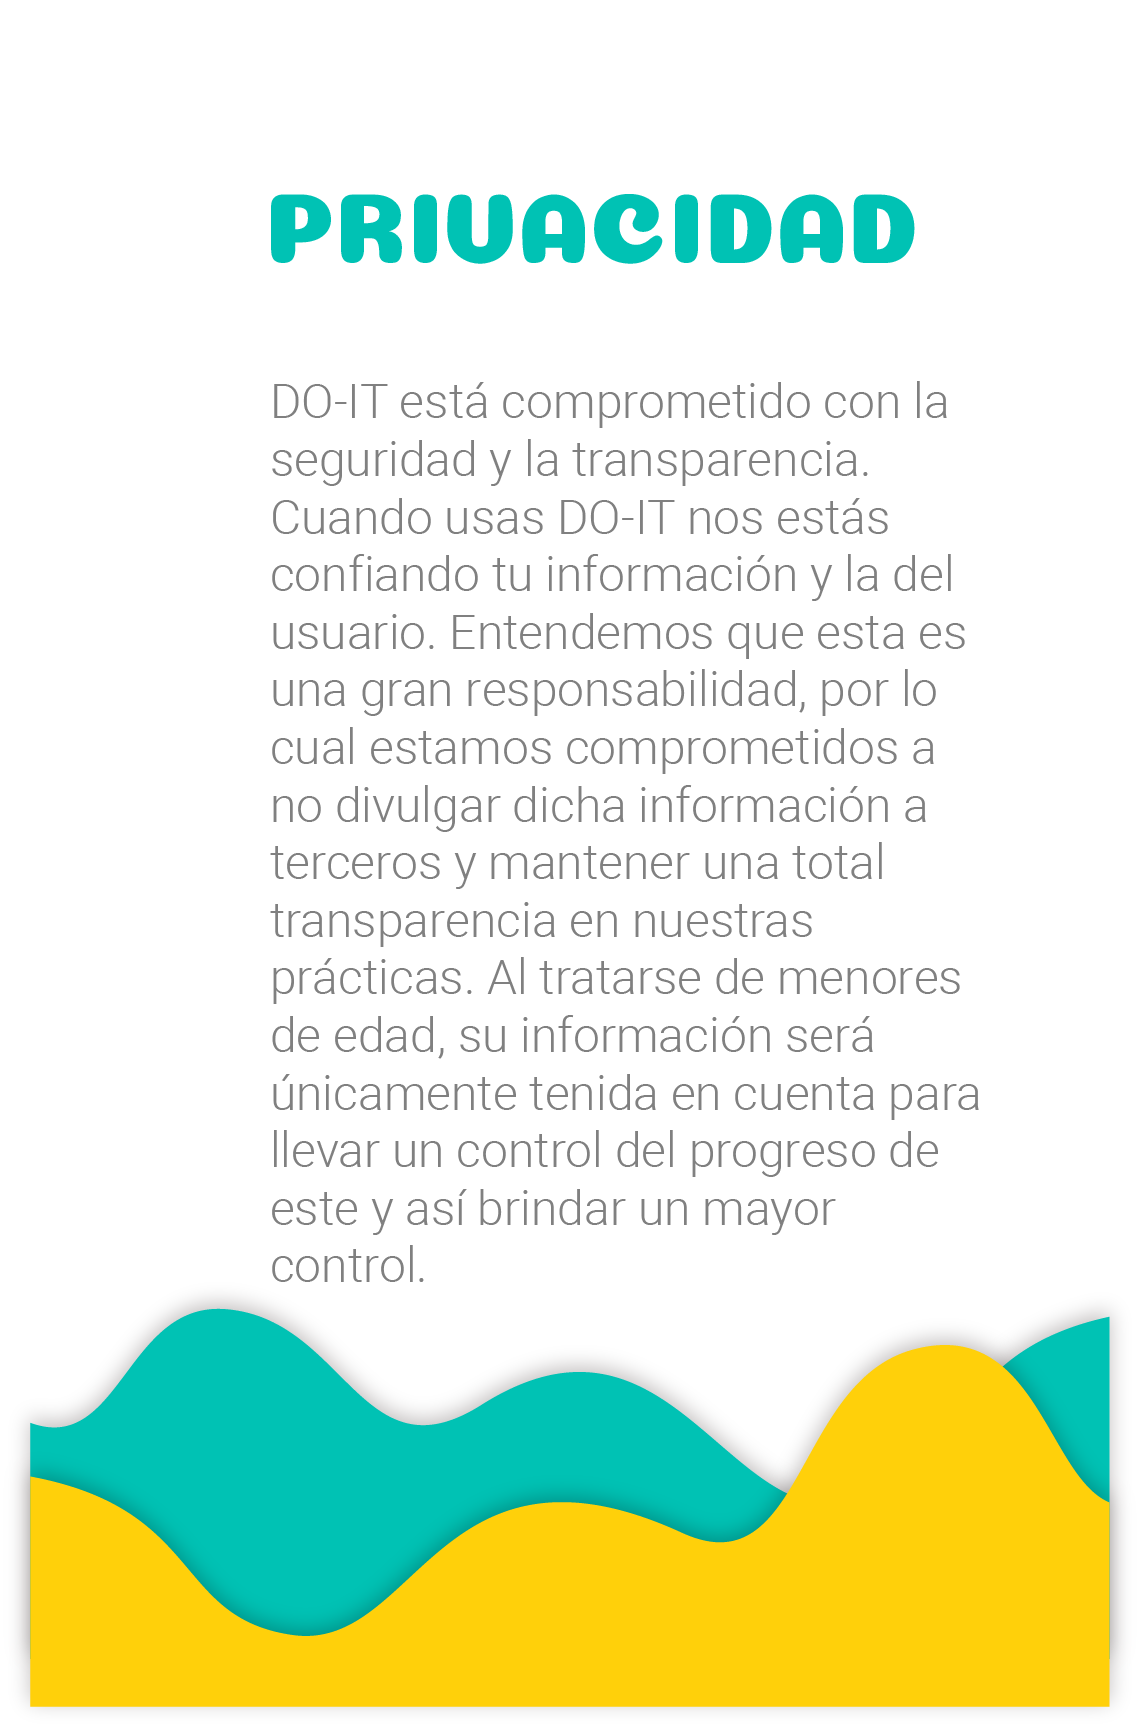 PRIVACIDAD
DO-IT está comprometido con la
seguridad y la transparencia.
Cuando usas DO-IT nos estás
confiando tu información y la del
usuario. Entendemos que esta es
una gran responsabilidad, por lo
cual estamos comprometidos a
no divulgar dicha información a
terceros y mantener una total
transparencia en nuestras
prácticas. Al tratarse de menores
de edad, su información será
únicamente tenida en cuenta para
llevar un control del progreso de
este y así brindar un mayor
control.